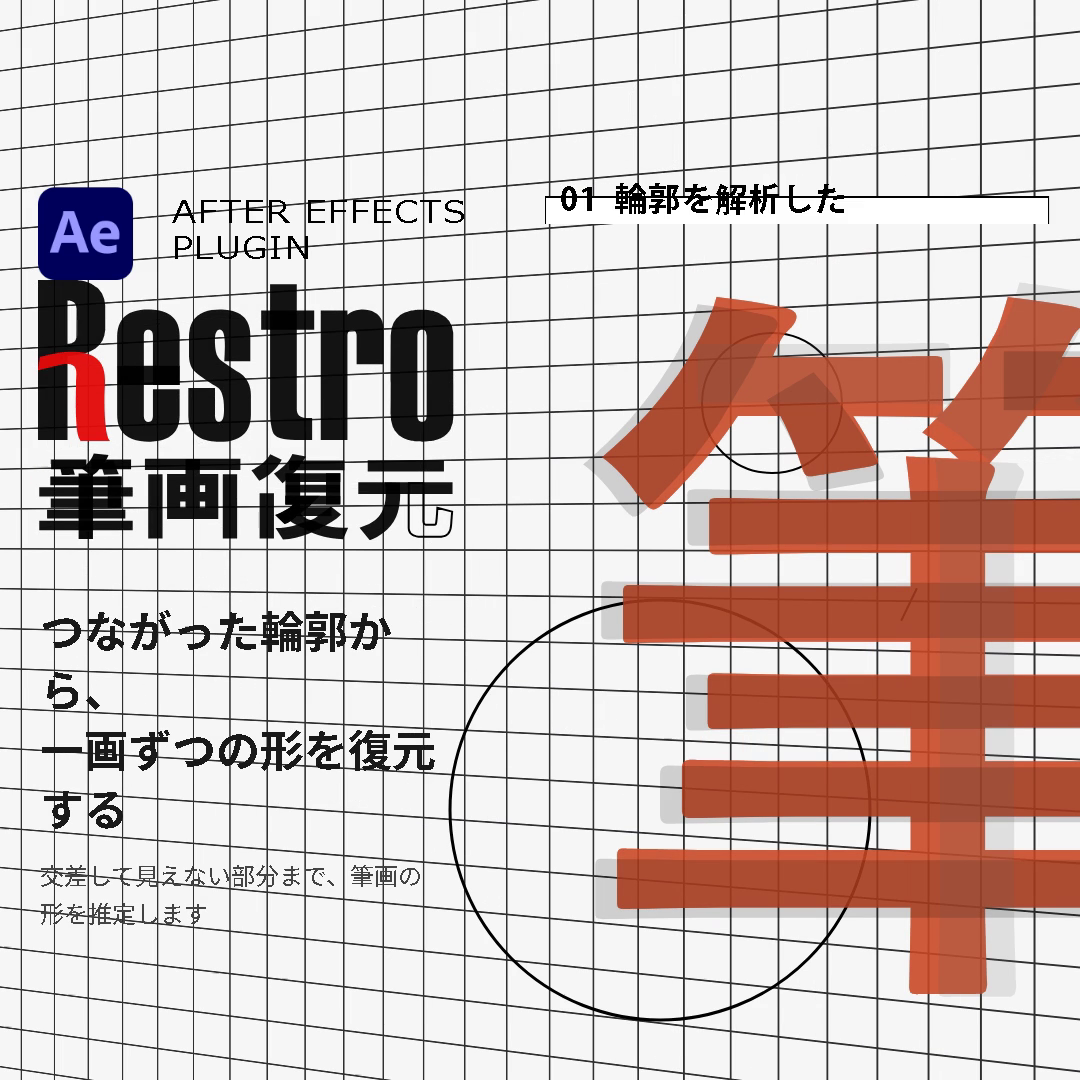 Ae
AFTER EFFECTS
PLUGIN
01 輪郭を解析した
Restro
筆画復元
つながった輪郭か
ら、
一画ずつの形を復元
する
交差して見えない部分まで、筆画の
形を推定します
筆